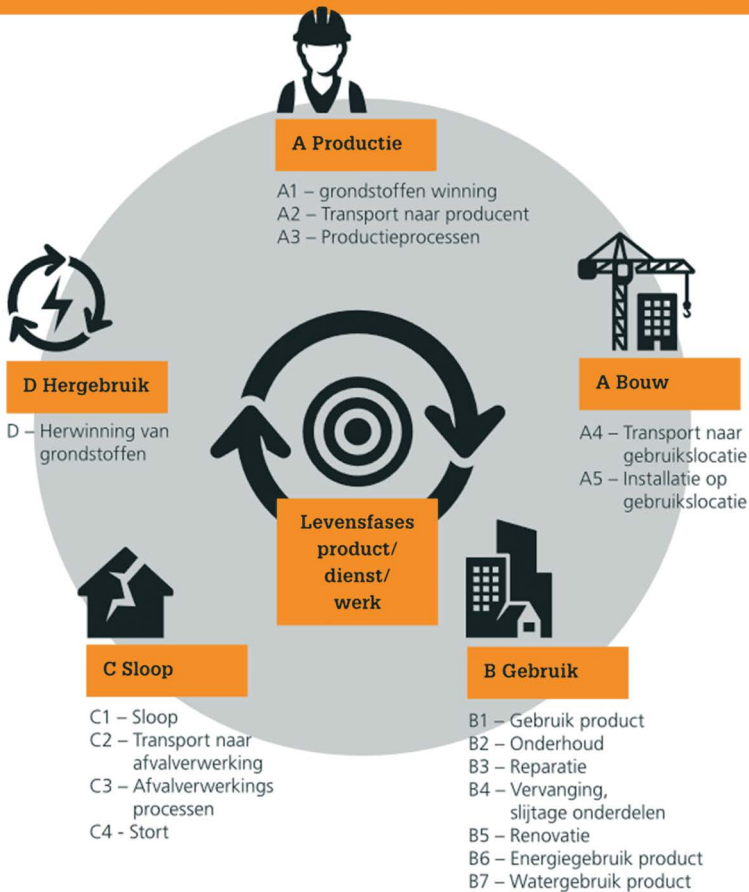 A Productie
A1 – grondstoffen winning
A2 – Transport naar producent
A3 – Productieprocessen
A Bouw
A4 – Transport naar
gebruikslocatie
A5 – Installatie op
gebruikslocatie
B Gebruik
B1 – Gebruik product
B2 – Onderhoud
B3 – Reparatie
B4 – Vervanging,
slijtage onderdelen
B5 – Renovatie
B6 – Energiegebruik product
B7 – Watergebruik product
C Sloop
C1 – Sloop
C2 – Transport naar
afvalverwerking
C3 – Afvalverwerkings
processen
C4 - Stort
D Hergebruik
D – Herwinning van
grondstoffen
Levensfases
product/
dienst/
werk